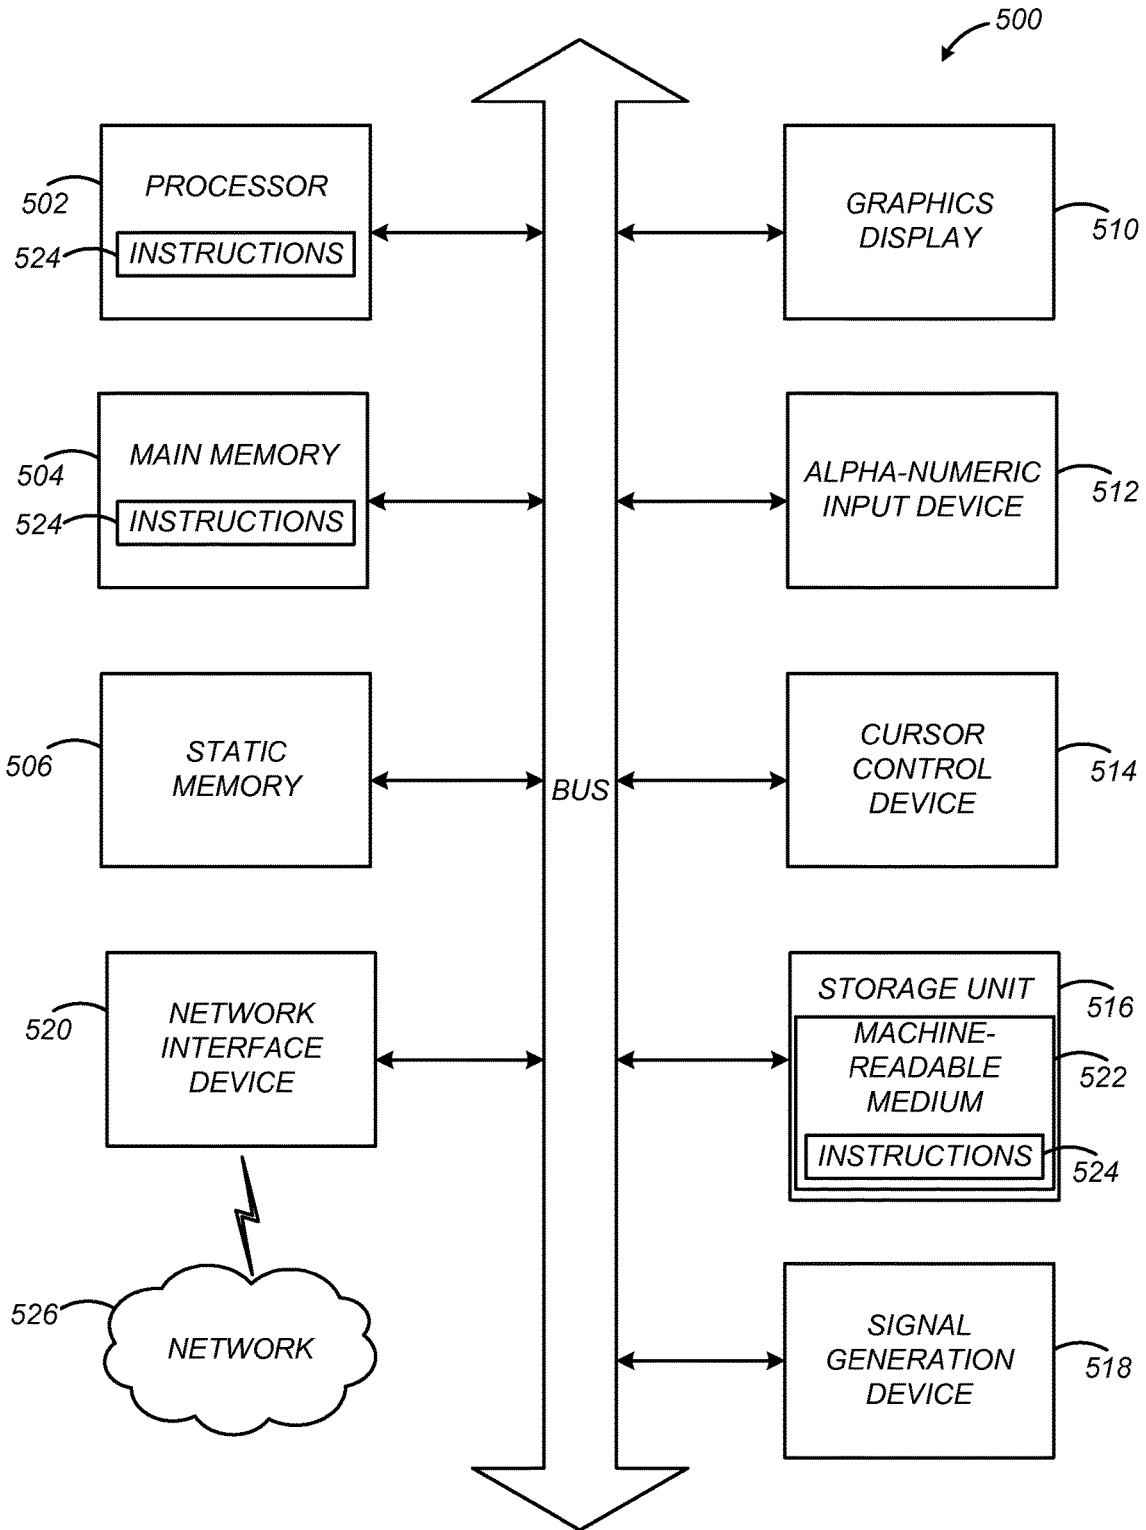 500
PROCESSOR
502
524
INSTRUCTIONS
GRAPHICS
DISPLAY
510
MAIN MEMORY
504
524
INSTRUCTIONS
ALPHA-NUMERIC
INPUT DEVICE
512
STATIC
MEMORY
506
BUS
CURSOR
CONTROL
DEVICE
514
NETWORK
INTERFACE
DEVICE
520
STORAGE UNIT
516
MACHINE-
READABLE
MEDIUM
522
INSTRUCTIONS
524
526
NETWORK
SIGNAL
GENERATION
DEVICE
518